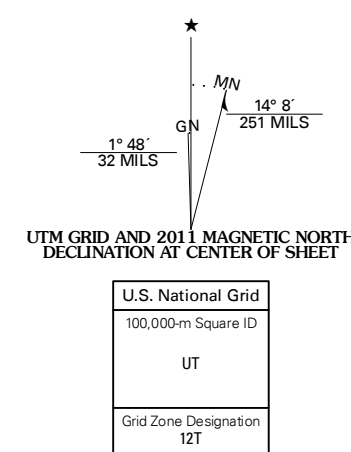 ★
MN
GN
14° 8´
251 MILS
1° 48´
32 MILS
UTM GRID AND 2011 MAGNETIC NORTH
DECLINATION AT CENTER OF SHEET
U.S. National Grid
100,000-m Square ID
UT
Grid Zone Designation
12T